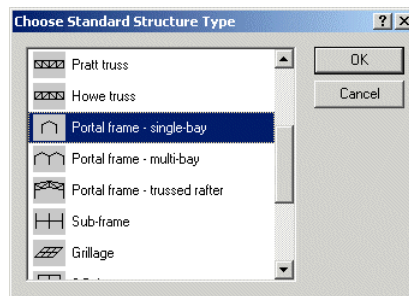 Choose Standard Structure Type
Pratt truss
Howe truss
Portal frame - single-bay
Portal frame - multi-bay
Portal frame - trussed rafter
Sub-frame
Grillage
OK
Cancel